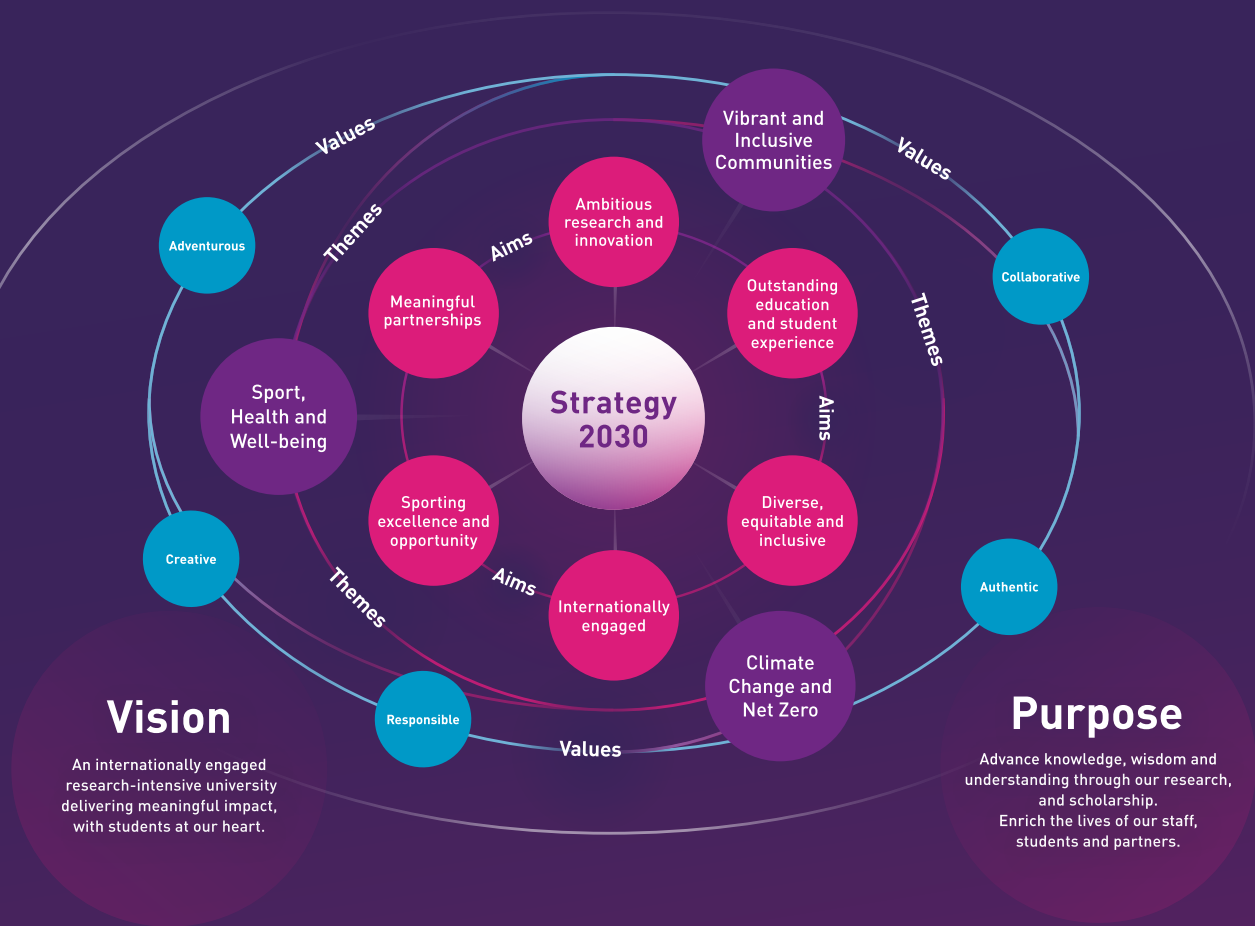 Values
Vibrant and
Inclusive
Communities
Values
Adventurous
Themes
Aims
Ambitious
research and
innovation
Collaborative
Meaningful
partnerships
Outstanding
education
and student
experience
Themes
Sport,
Health and
Well-being
Strategy
2030
Aims
Sporting
excellence and
opportunity
Diverse,
equitable and
inclusive
Creative
Themes
Aims
Internationally
engaged
Authentic
Climate
Change and
Net Zero
Responsible
Values
Vision
An internationally engaged
research-intensive university
delivering meaningful impact,
with students at our heart.
Purpose
Advance knowledge, wisdom and
understanding through our research,
and scholarship.
Enrich the lives of our staff,
students and partners.